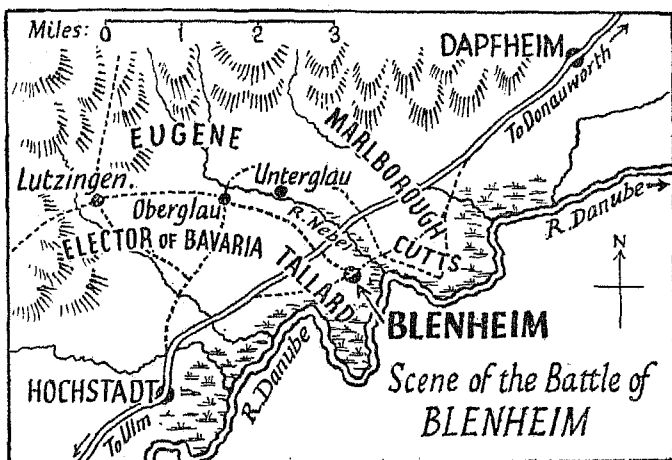 Miles: 0 1 2 3
DAPFHEIM
To Donauwörth
EUGENE
MARLBOROUGH
Lutzingen.
Unterglau
Oberglau
R. Nebel
R. Danube
ELECTOR OF BAVARIA
CUTTS
TALLARD
N
BLENHEIM
HOCHSTADT
R. Danube
To Ulm
Scene of the Battle of
BLENHEIM